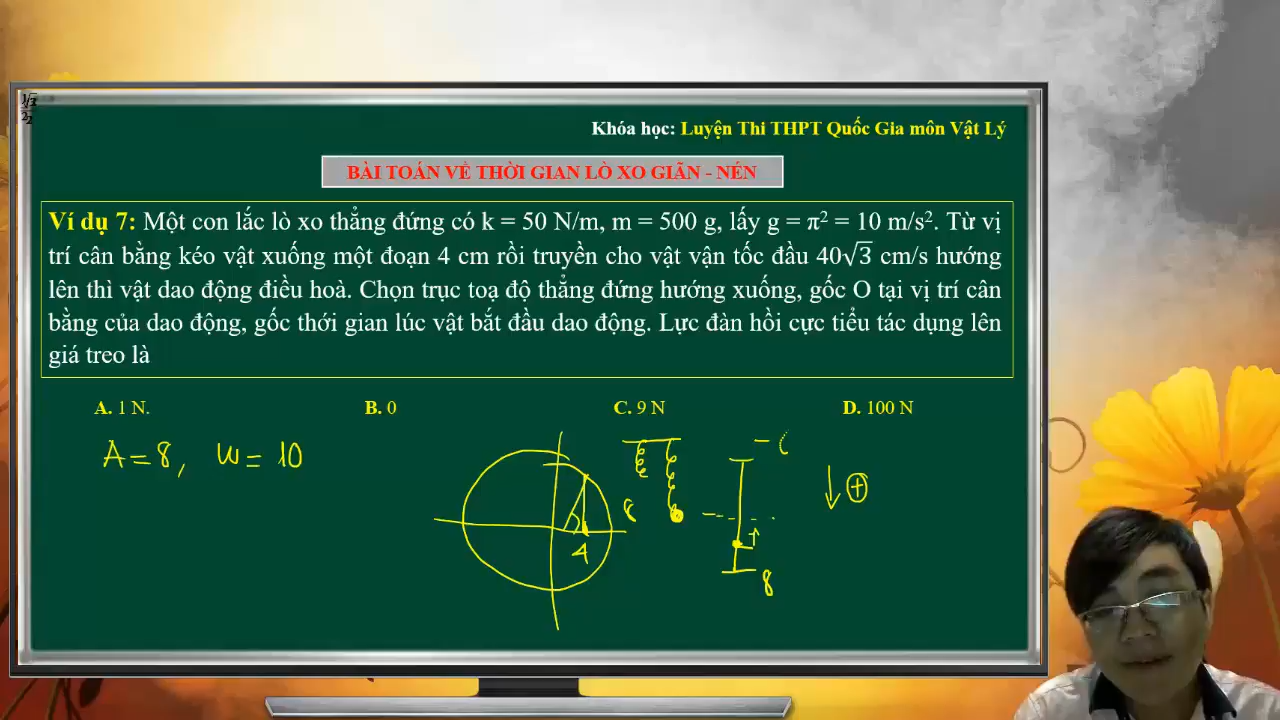 Khóa học: Luyện Thi THPT Quốc Gia môn Vật Lý
BÀI TOÁN VỀ THỜI GIAN LÒ XO GIÃN - NÉN
Ví dụ 7: Một con lắc lò xo thẳng đứng có k = 50 N/m, m = 500 g, lấy g = π² = 10 m/s². Từ vị
trí cân bằng kéo vật xuống một đoạn 4 cm rồi truyền cho vật vận tốc đầu 40√3 cm/s hướng
lên thì vật dao động điều hoà. Chọn trục toạ độ thẳng đứng hướng xuống, gốc O tại vị trí cân
bằng của dao động, gốc thới gian lúc vật bắt đầu dao động. Lực đàn hồi cực tiểu tác dụng lên
giá treo là
A. 1 N. B. 0 C. 9 N D. 100 N
A = 8, ω = 10
8
+
4
8